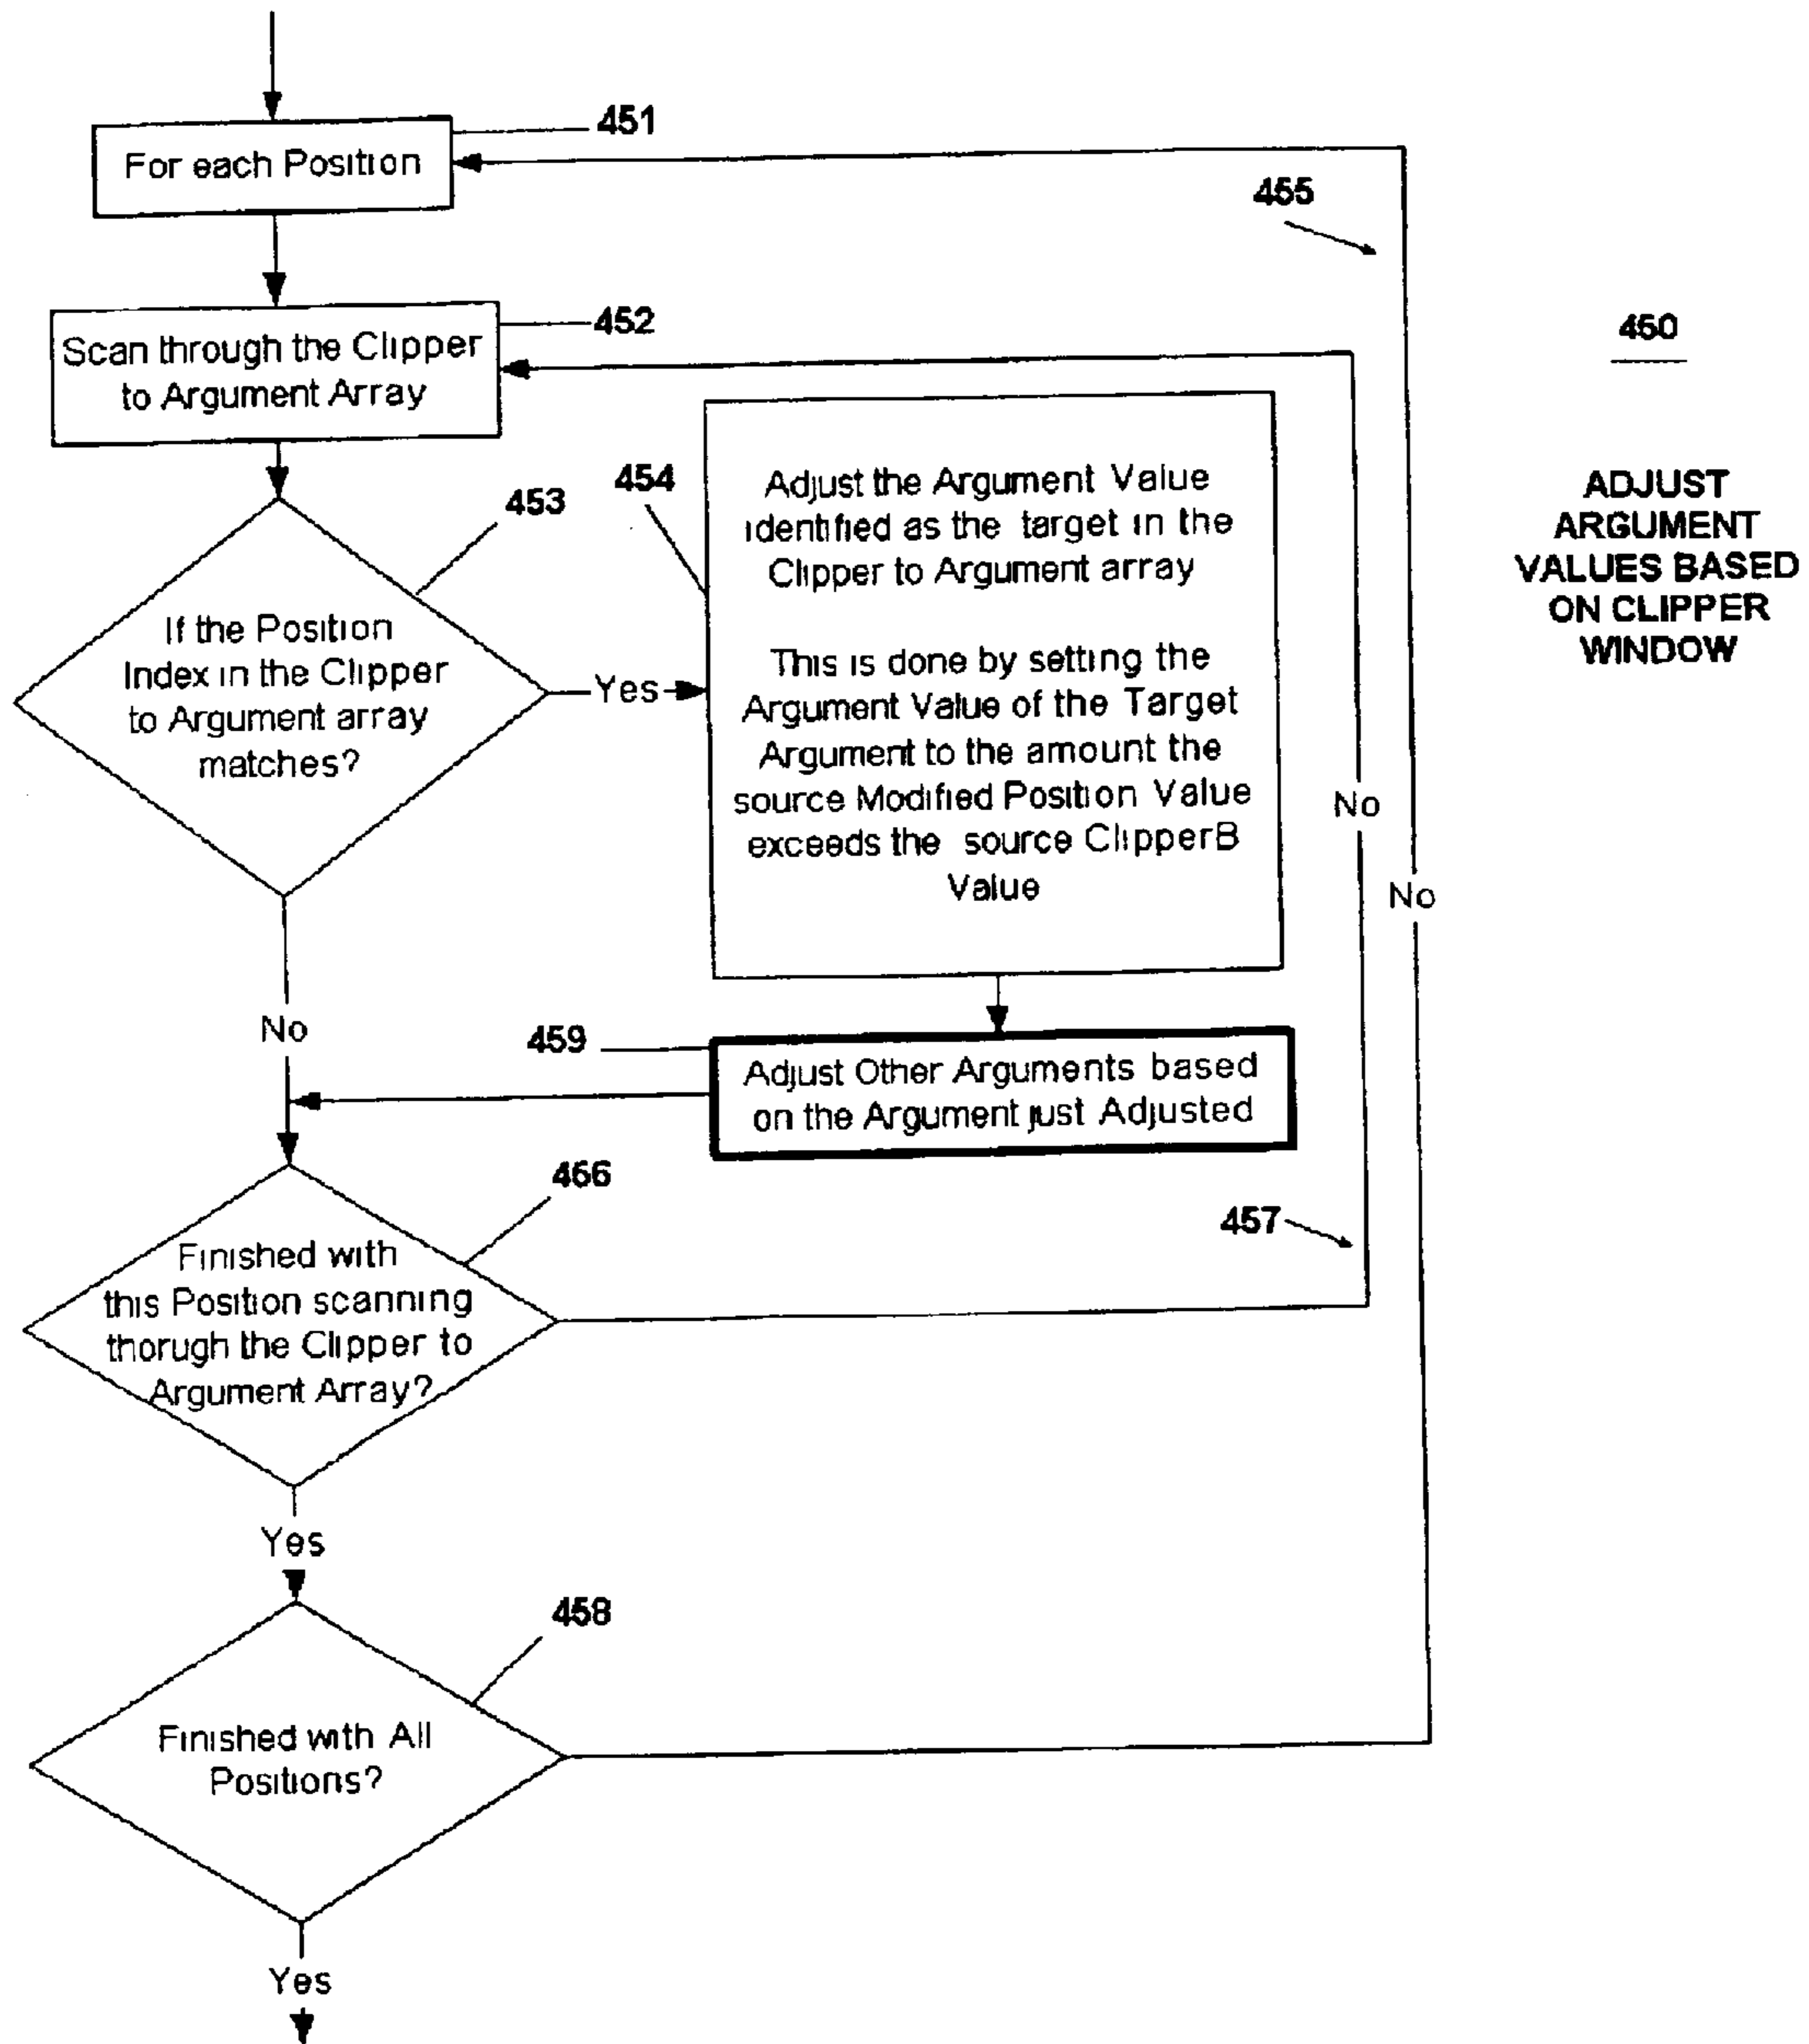 451
For each Position
455
452
Scan through the Clipper
to Argument Array
450
ADJUST
ARGUMENT
VALUES BASED
ON CLIPPER
WINDOW
453
If the Position
Index in the Clipper
to Argument array
matches?
Yes
454
Adjust the Argument Value
identified as the target in the
Clipper to Argument array
This is done by setting the
Argument Value of the Target
Argument to the amount the
source Modified Position Value
exceeds the source ClipperB
Value
No
No
No
459
Adjust Other Arguments based
on the Argument just Adjusted
456
457
Finished with
this Position scanning
thorugh the Clipper to
Argument Array?
Yes
458
Finished with All
Positions?
Yes